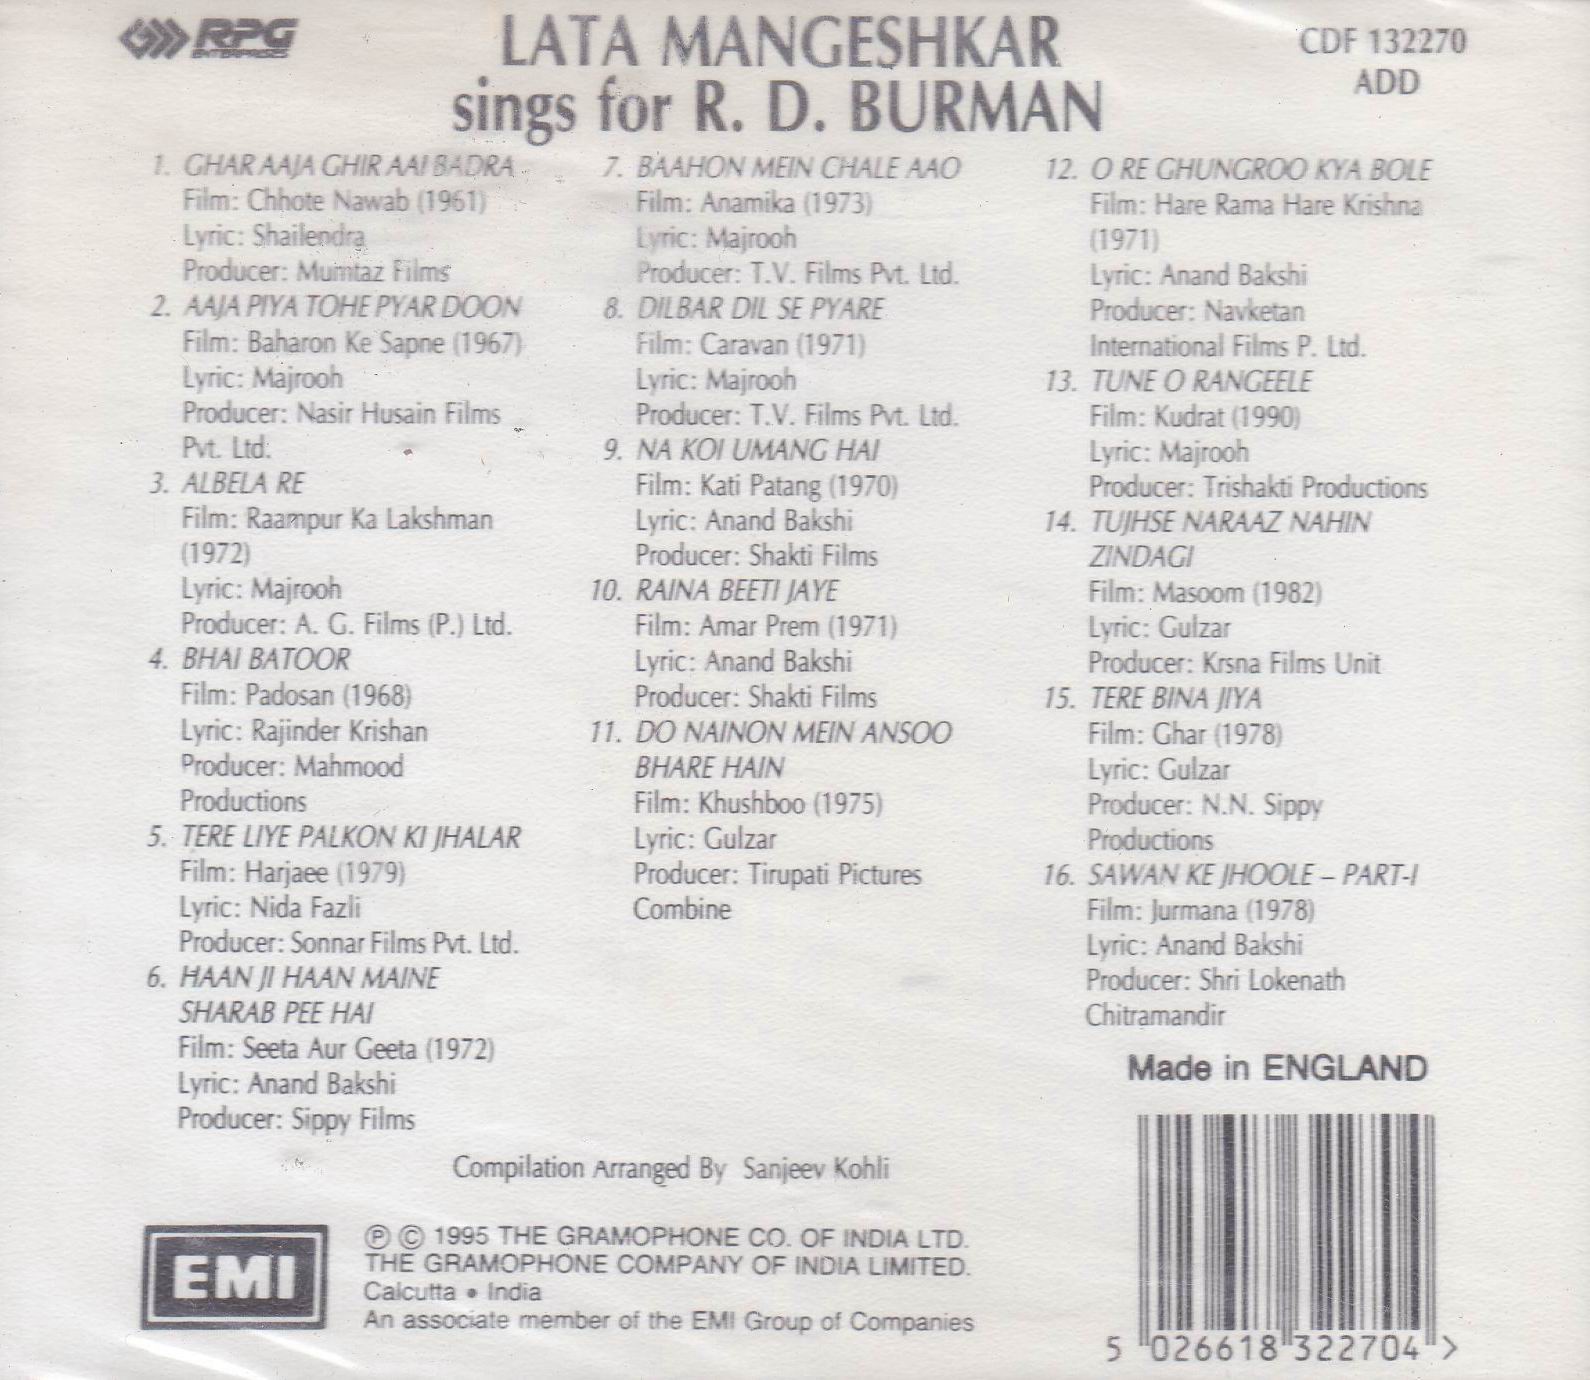 RPG
ENTERPRISES
LATA MANGESHKAR
sings for R. D. BURMAN
CDF 132270
ADD
1. GHAR AAJA GHIR AAI BADRA
Film: Chhote Nawab (1961)
Lyric: Shailendra
Producer: Mumtaz Films
2. AAJA PIYA TOHE PYAR DOON
Film: Baharon Ke Sapne (1967)
Lyric: Majrooh
Producer: Nasir Husain Films
Pvt. Ltd.
3. ALBELA RE
Film: Raampur Ka Lakshman
(1972)
Lyric: Majrooh
Producer: A. G. Films (P.) Ltd.
4. BHAI BATOOR
Film: Padosan (1968)
Lyric: Rajinder Krishan
Producer: Mahmood
Productions
5. TERE LIYE PALKON KI JHALAR
Film: Harjaee (1979)
Lyric: Nida Fazli
Producer: Sonnar Films Pvt. Ltd.
6. HAAN JI HAAN MAINE
SHARAB PEE HAI
Film: Seeta Aur Geeta (1972)
Lyric: Anand Bakshi
Producer: Sippy Films
7. BAAHON MEIN CHALE AAO
Film: Anamika (1973)
Lyric: Majrooh
Producer: T.V. Films Pvt. Ltd.
8. DILBAR DIL SE PYARE
Film: Caravan (1971)
Lyric: Majrooh
Producer: T.V. Films Pvt. Ltd.
9. NA KOI UMANG HAI
Film: Kati Patang (1970)
Lyric: Anand Bakshi
Producer: Shakti Films
10. RAINA BEETI JAYE
Film: Amar Prem (1971)
Lyric: Anand Bakshi
Producer: Shakti Films
11. DO NAINON MEIN ANSOO
BHARE HAIN
Film: Khushboo (1975)
Lyric: Gulzar
Producer: Tirupati Pictures
Combine
12. O RE GHUNGROO KYA BOLE
Film: Hare Rama Hare Krishna
(1971)
Lyric: Anand Bakshi
Producer: Navketan
International Films P. Ltd.
13. TUNE O RANGEELE
Film: Kudrat (1990)
Lyric: Majrooh
Producer: Trishakti Productions
14. TUJHSE NARAAZ NAHIN
ZINDAGI
Film: Masoom (1982)
Lyric: Gulzar
Producer: Krsna Films Unit
15. TERE BINA JIYA
Film: Ghar (1978)
Lyric: Gulzar
Producer: N.N. Sippy
Productions
16. SAWAN KE JHOOLE – PART-I
Film: Jurmana (1978)
Lyric: Anand Bakshi
Producer: Shri Lokenath
Chitramandir
Made in ENGLAND
Compilation Arranged By Sanjeev Kohli
EMI
℗ © 1995 THE GRAMOPHONE CO. OF INDIA LTD.
THE GRAMOPHONE COMPANY OF INDIA LIMITED.
Calcutta • India
An associate member of the EMI Group of Companies
5 026618 322704 >